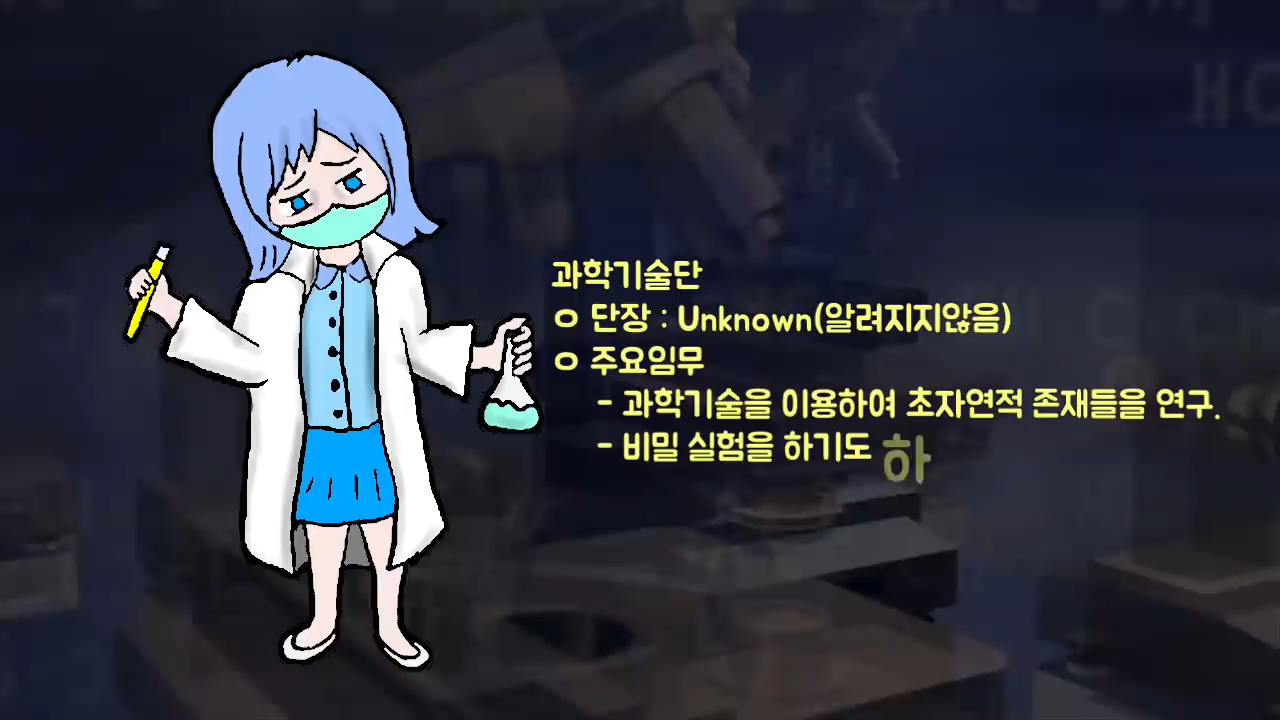 과학기술단
ㅇ 단장 : Unknown(알려지지않음)
ㅇ 주요임무
- 과학기술을 이용하여 초자연적 존재들을 연구.
- 비밀 실험을 하기도 하